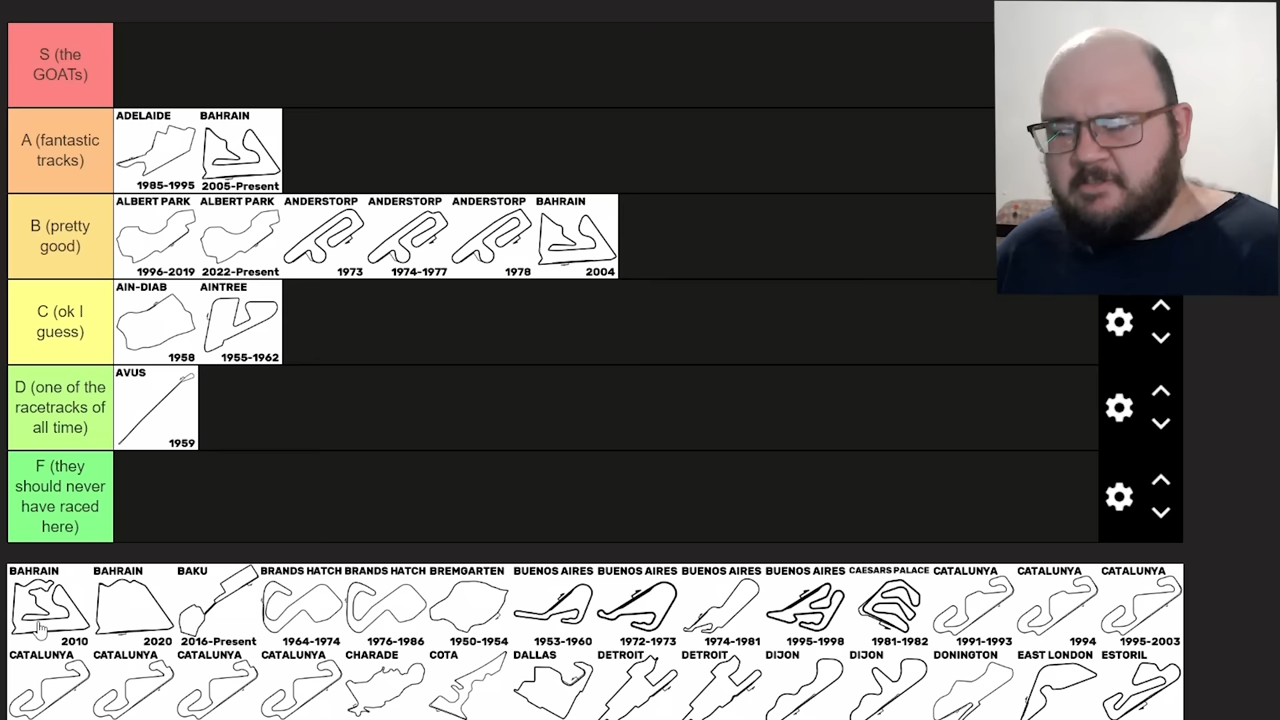 S (the
GOATs)
A (fantastic
tracks)
ADELAIDE
1985-1995
BAHRAIN
2005-Present
B (pretty
good)
ALBERT PARK
1996-2019
ALBERT PARK
2022-Present
ANDERSTORP
1973
ANDERSTORP
1974-1977
ANDERSTORP
1978
BAHRAIN
2004
C (ok I
guess)
AIN-DIAB
1958
AINTREE
1955-1962
D (one of the
racetracks of
all time)
AVUS
1959
F (they
should never
have raced
here)
BAHRAIN
2010
BAHRAIN
2020
BAKU
2016-Present
BRANDS HATCH
1964-1974
BRANDS HATCH
1976-1986
BREMGARTEN
1950-1954
BUENOS AIRES
1953-1960
BUENOS AIRES
1972-1973
BUENOS AIRES
1974-1981
BUENOS AIRES
1995-1998
CAESARS PALACE
1981-1982
CATALUNYA
1991-1993
CATALUNYA
1994
CATALUNYA
1995-2003
CATALUNYA
CATALUNYA
CATALUNYA
CATALUNYA
CHARADE
COTA
DALLAS
DETROIT
DETROIT
DIJON
DIJON
DONINGTON
EAST LONDON
ESTORIL